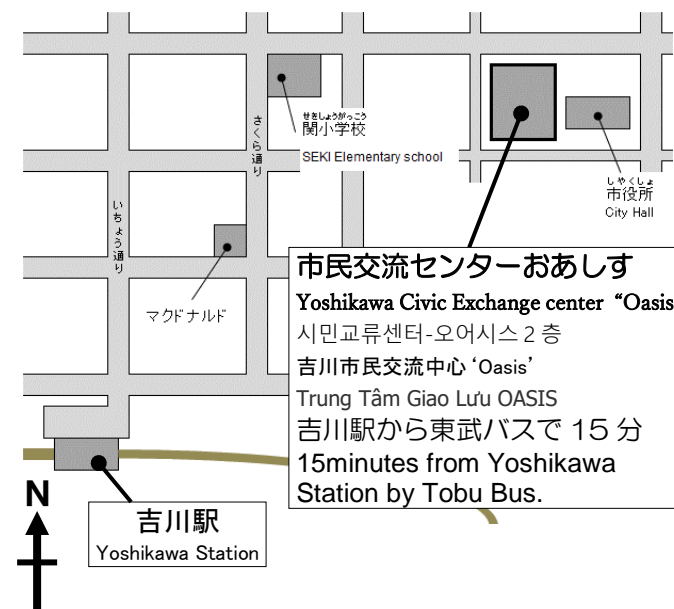 せきしょうがっこう
関小学校
SEKI Elementary school
さくら通り
しやくしょ
市役所
City Hall
いちょう通り
マクドナルド
市民交流センターおあしす
Yoshikawa Civic Exchange center “Oasis
시민교류센터-오어시스 2 층
吉川市民交流中心‘Oasis’
Trung Tâm Giao Lưu OASIS
吉川駅から東武バスで 15 分
15minutes from Yoshikawa
Station by Tobu Bus.
N
吉川駅
Yoshikawa Station